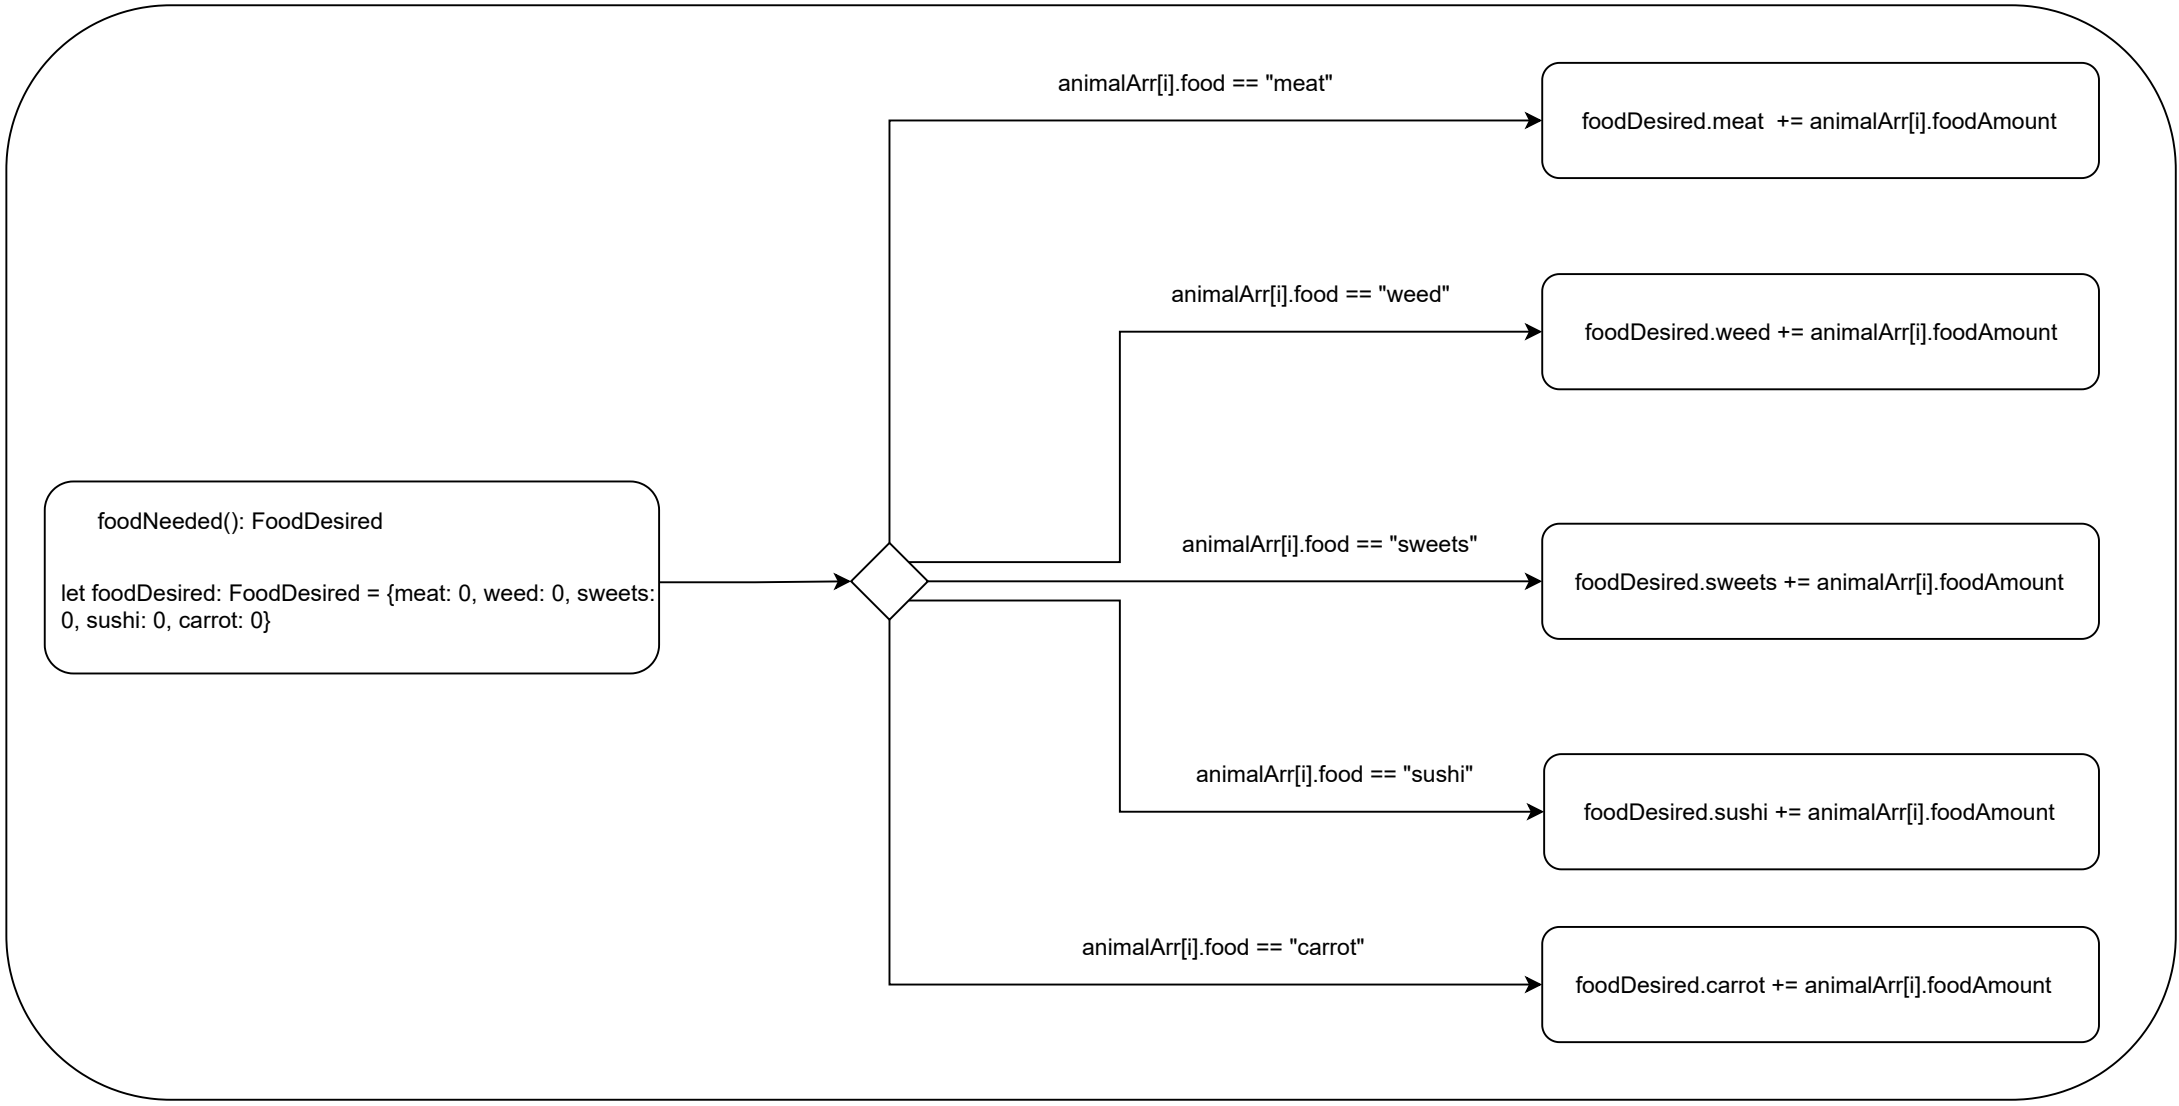 animalArr[i].food == "meat"
foodDesired.meat  += animalArr[i].foodAmount
animalArr[i].food == "weed"
foodDesired.weed += animalArr[i].foodAmount
foodNeeded(): FoodDesired
let foodDesired: FoodDesired = {meat: 0, weed: 0, sweets:
0, sushi: 0, carrot: 0}
animalArr[i].food == "sweets"
foodDesired.sweets += animalArr[i].foodAmount
animalArr[i].food == "sushi"
foodDesired.sushi += animalArr[i].foodAmount
animalArr[i].food == "carrot"
foodDesired.carrot += animalArr[i].foodAmount